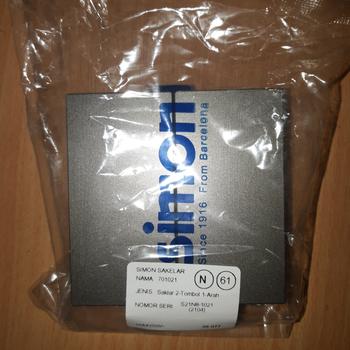 simon
Since 1916 · From Barcelona
SIMON SAKELAR
NAMA 701021
N 61
JENIS Saklar 2-Tombol 1-Arah
NOMOR SERI S21NB-1021
(2104)